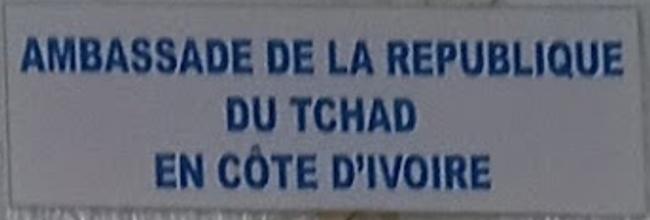 AMBASSADE DE LA REPUBLIQUE
DU TCHAD
EN CÔTE D'IVOIRE